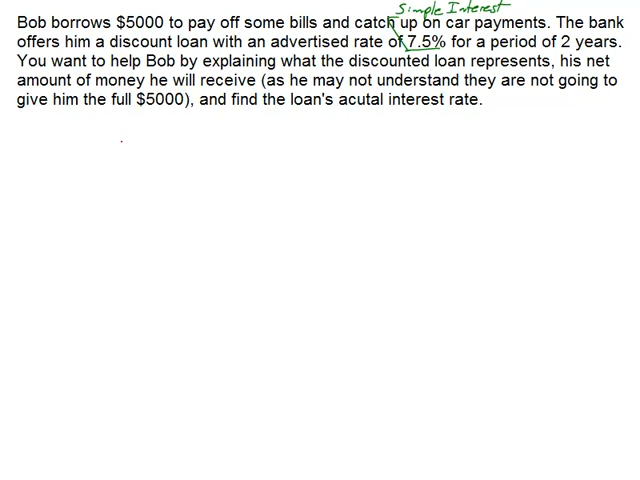 Simple Interest
Bob borrows $5000 to pay off some bills and catch up on car payments. The bank
offers him a discount loan with an advertised rate of 7.5% for a period of 2 years.
You want to help Bob by explaining what the discounted loan represents, his net
amount of money he will receive (as he may not understand they are not going to
give him the full $5000), and find the loan's acutal interest rate.